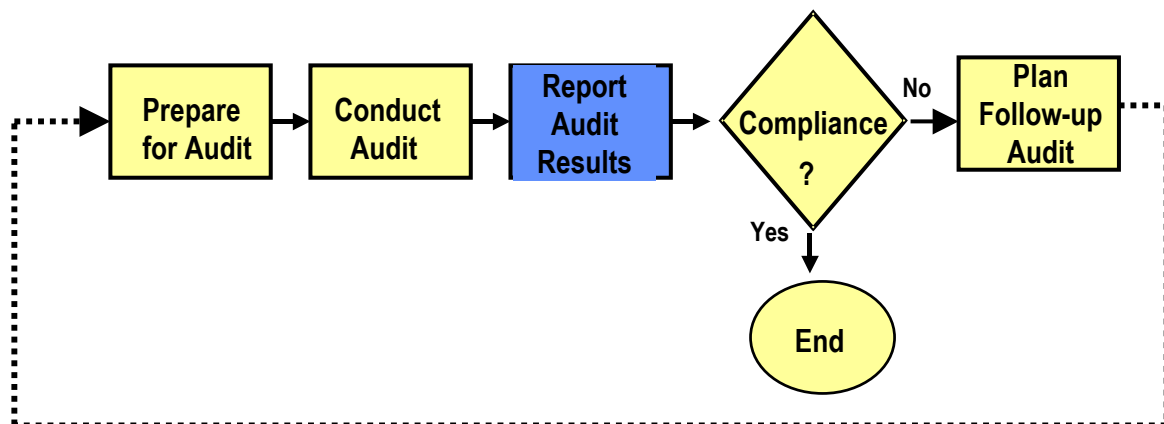 Prepare
for Audit
Conduct
Audit
Report
Audit
Results
Compliance
?
No
Plan
Follow-up
Audit
Yes
End